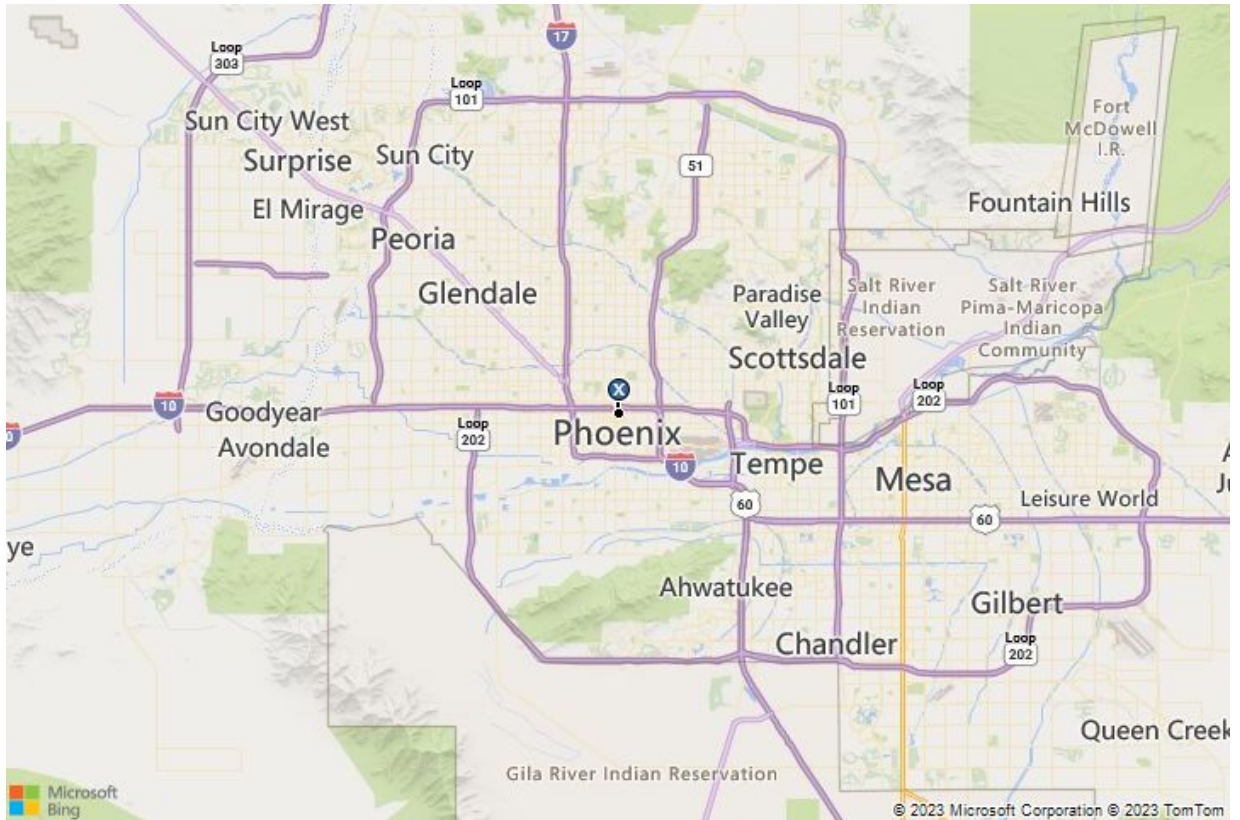 Loop
303
17
Loop
101
Sun City West
Surprise
Sun City
51
Fort
McDowell
I.R.
El Mirage
Fountain Hills
Peoria
Glendale
Paradise
Valley
Salt River
Indian
Reservation
Salt River
Pima-Maricopa
Indian
Community
Scottsdale
X
Loop
101
Loop
202
10
Goodyear
Avondale
Loop
202
Phoenix
10
Tempe
Mesa
60
Leisure World
60
ye
Ahwatukee
Gilbert
Chandler
Loop
202
Queen Creek
Gila River Indian Reservation
Microsoft
Bing
© 2023 Microsoft Corporation © 2023 TomTom